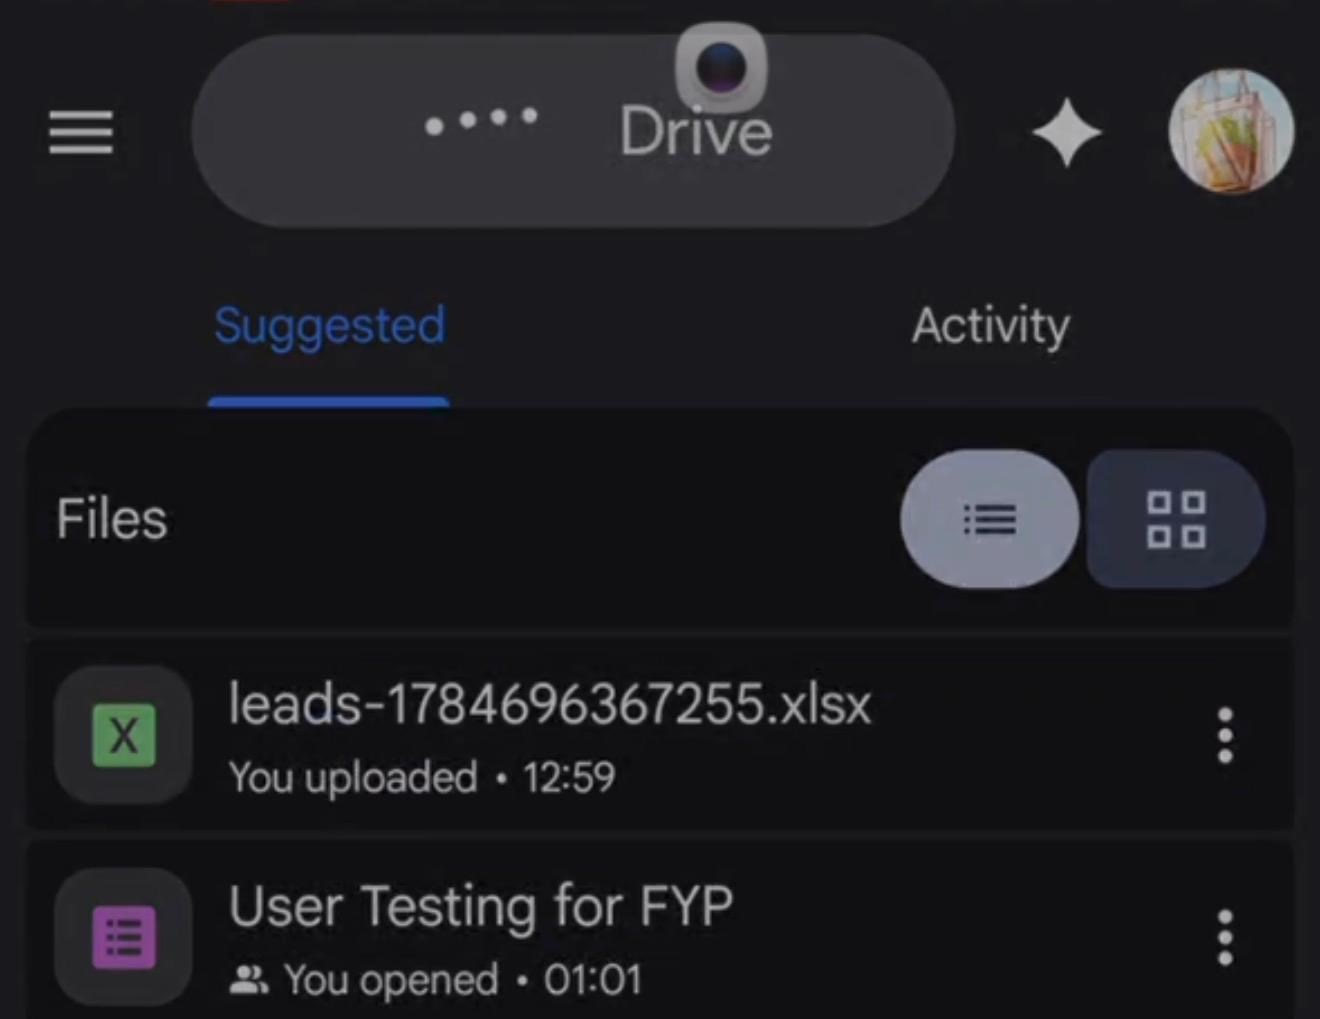 Drive
Suggested
Activity
Files
leads-1784696367255.xlsx
You uploaded • 12:59
User Testing for FYP
You opened • 01:01